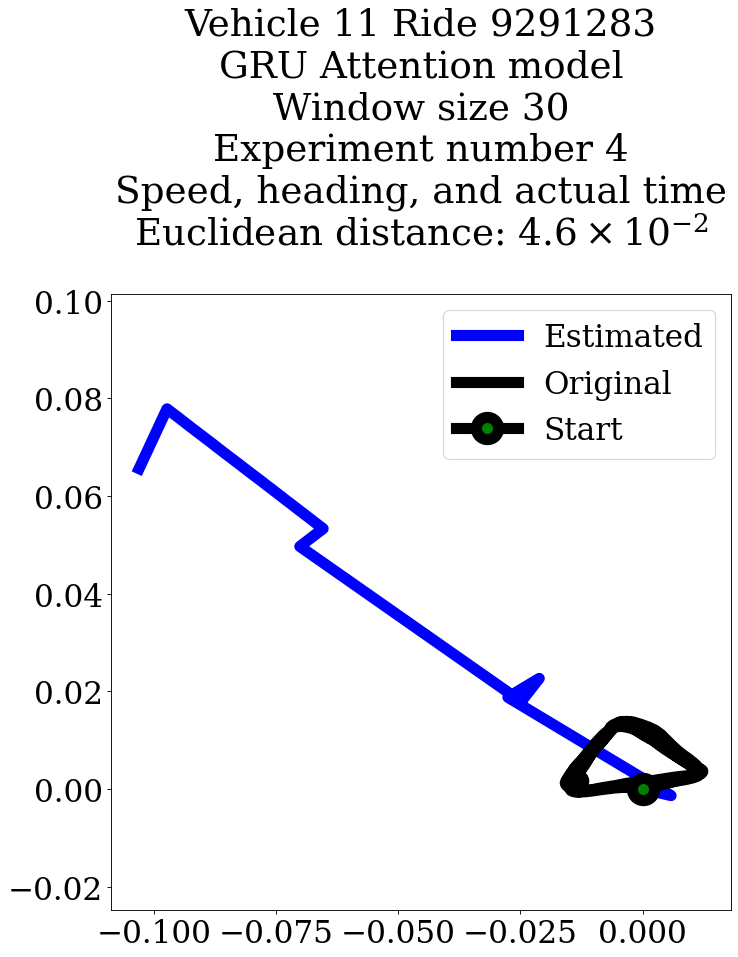 Vehicle 11 Ride 9291283
GRU Attention model
Window size 30
Experiment number 4
Speed, heading, and actual time
Euclidean distance: 4.6 × 10⁻²
Estimated
Original
Start
0.10
0.08
0.06
0.04
0.02
0.00
−0.02
−0.100 −0.075 −0.050 −0.025 0.000